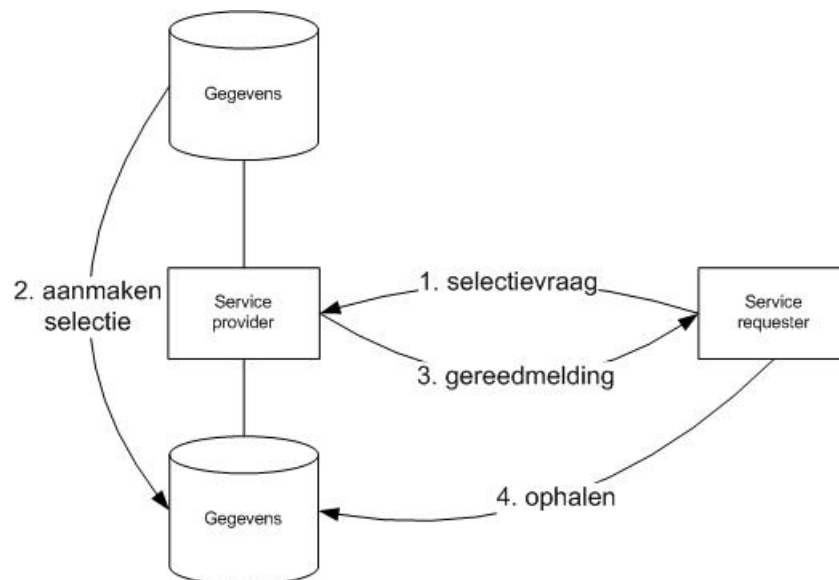 Gegevens
2. aanmaken
selectie
Service
provider
1. selectievraag
Service
requester
3. gereedmelding
4. ophalen
Gegevens